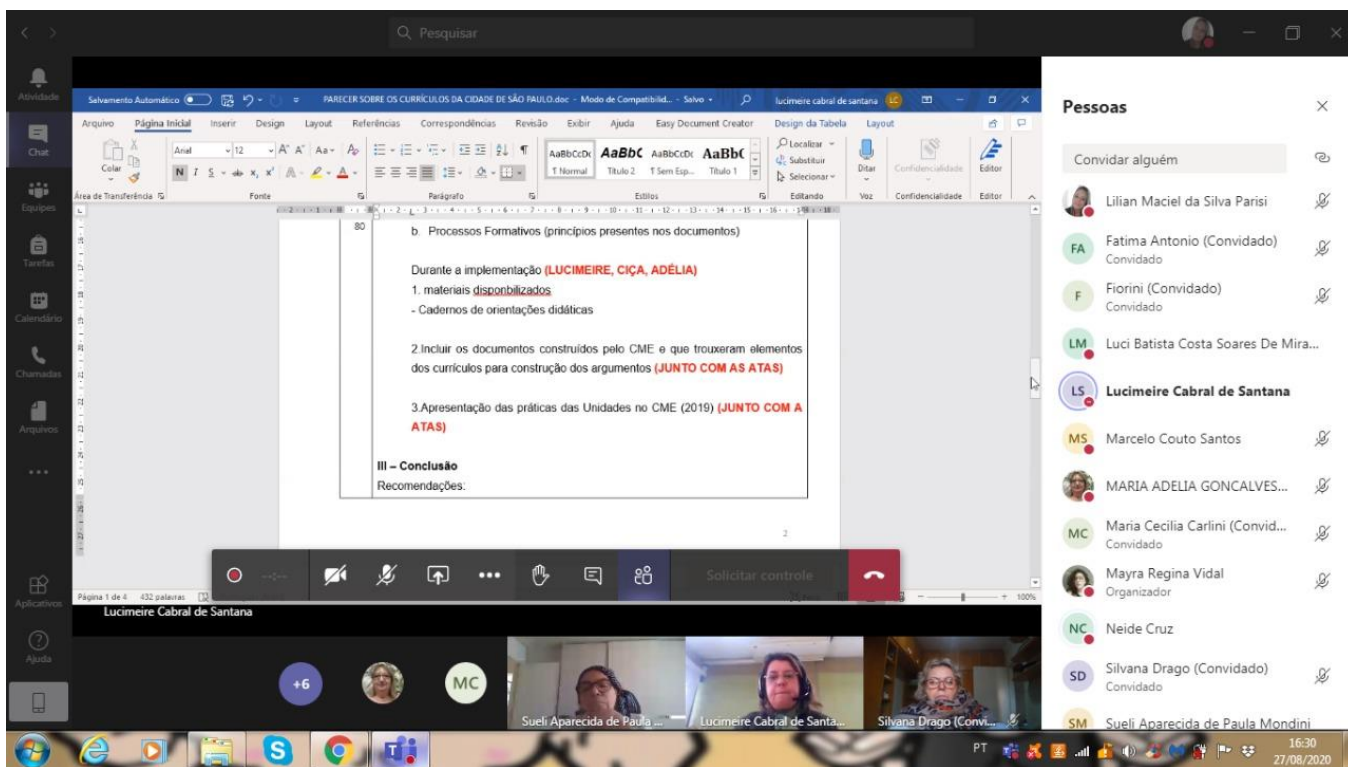 Pesquisar
Atividade
Chat
Equipes
Tarefas
Calendário
Chamadas
Arquivos
Aplicativos
Ajuda
Salvamento Automático
PARECER SOBRE OS CURRÍCULOS DA CIDADE DE SÃO PAULO.doc - Modo de Compatibilid... - Salvo
lucimeire cabral de santana
LC
Arquivo Página Inicial Inserir Design Layout Referências Correspondências Revisão Exibir Ajuda Easy Document Creator Design da Tabela Layout
Colar
Arial 12
N I S
AaBbCcDc AaBbC AaBbCcDc AaBbC
1 Normal Título 2 1 Sem Esp... Título 1
Localizar
Substituir
Selecionar
Ditar
Confidencialidade
Editor
Área de Transferência Fonte Parágrafo Estilos Editando Voz Confidencialidade Editor
80
b. Processos Formativos (princípios presentes nos documentos)
Durante a implementação (LUCIMEIRE, CIÇA, ADÉLIA)
1. materiais disponbilizados
- Cadernos de orientações didáticas
2.Incluir os documentos construídos pelo CME e que trouxeram elementos
dos currículos para construção dos argumentos (JUNTO COM AS ATAS)
3.Apresentação das práticas das Unidades no CME (2019) (JUNTO COM A
ATAS)
III – Conclusão
Recomendações:
2
--:--
Solicitar controle
Página 1 de 4 432 palavras
100%
Lucimeire Cabral de Santana
+6
MC
Sueli Aparecida de Paula ...
Lucimeire Cabral de Santa...
Silvana Drago (Convi...
Pessoas
Convidar alguém
Lilian Maciel da Silva Parisi
FA
Fatima Antonio (Convidado)
Convidado
F
Fiorini (Convidado)
Convidado
LM
Luci Batista Costa Soares De Mira...
LS
Lucimeire Cabral de Santana
MS
Marcelo Couto Santos
MARIA ADELIA GONCALVES...
MC
Maria Cecilia Carlini (Convid...
Convidado
Mayra Regina Vidal
Organizador
NC
Neide Cruz
SD
Silvana Drago (Convidado)
Convidado
SM
Sueli Aparecida de Paula Mondini
PT
16:30
27/08/2020